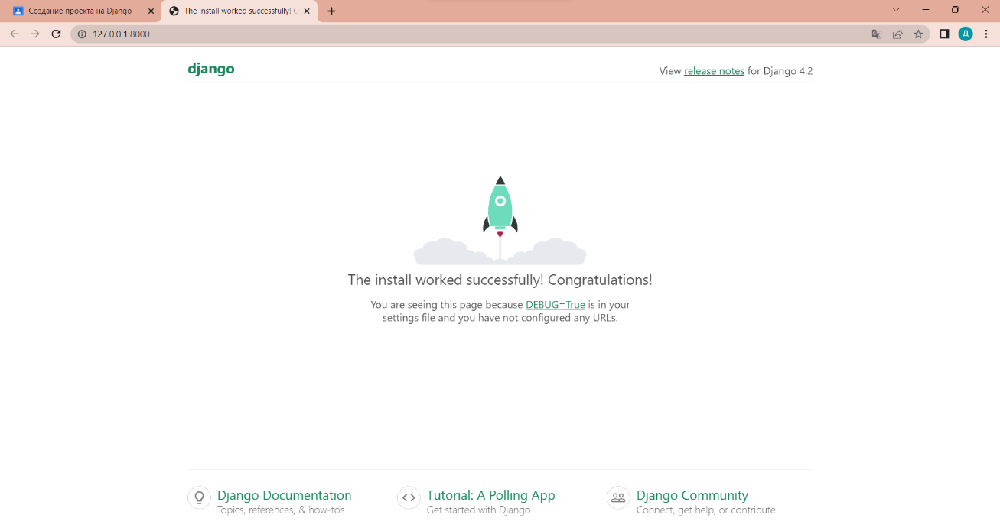 Создание проекта на Django
The install worked successfully! C
127.0.0.1:8000
Д
django
View release notes for Django 4.2
The install worked successfully! Congratulations!
You are seeing this page because DEBUG=True is in your
settings file and you have not configured any URLs.
Django Documentation
Topics, references, & how-to's
Tutorial: A Polling App
Get started with Django
Django Community
Connect, get help, or contribute